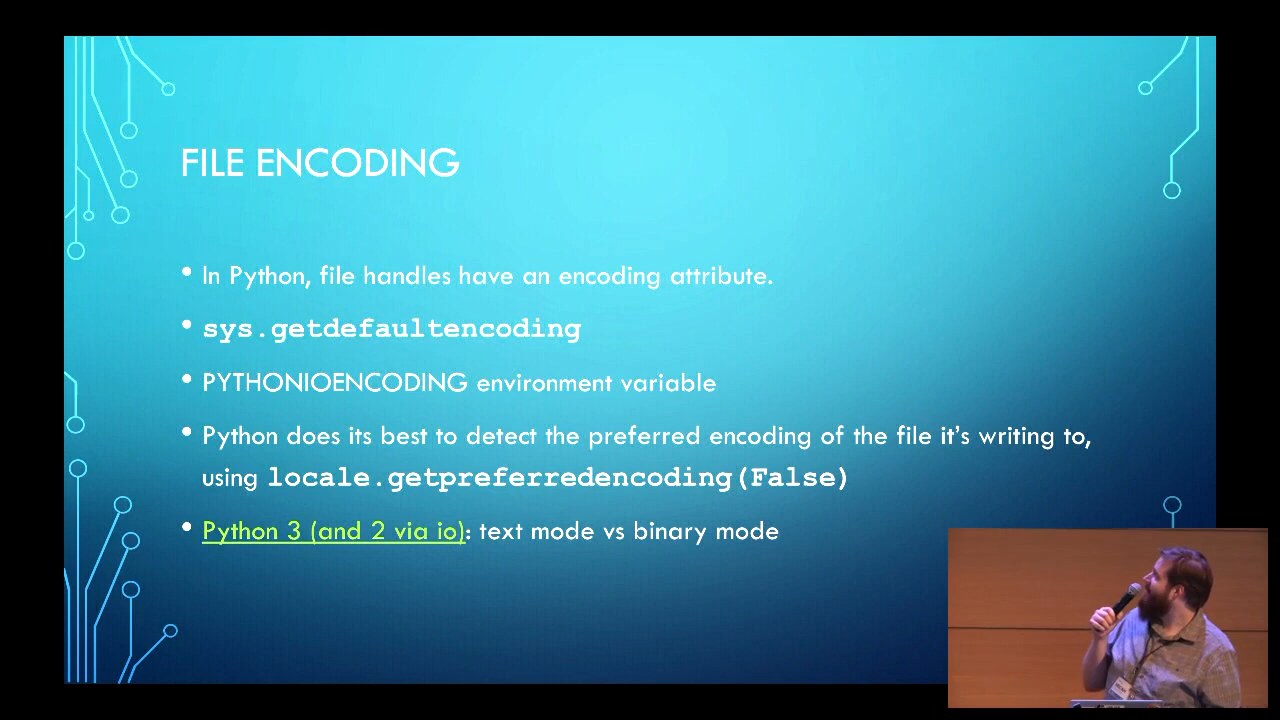 FILE ENCODING
• In Python, file handles have an encoding attribute.
• sys.getdefaultencoding
• PYTHONIOENCODING environment variable
• Python does its best to detect the preferred encoding of the file it's writing to,
using locale.getpreferredencoding(False)
• Python 3 (and 2 via io): text mode vs binary mode